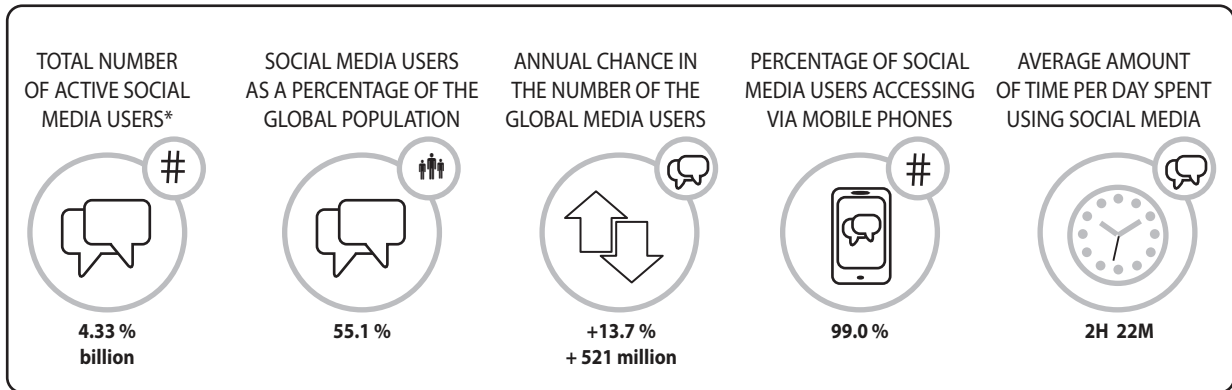 TOTAL NUMBER
OF ACTIVE SOCIAL
MEDIA USERS*
#
4.33 %
billion
SOCIAL MEDIA USERS
AS A PERCENTAGE OF THE
GLOBAL POPULATION
55.1 %
ANNUAL CHANCE IN
THE NUMBER OF THE
GLOBAL MEDIA USERS
+13.7 %
+ 521 million
PERCENTAGE OF SOCIAL
MEDIA USERS ACCESSING
VIA MOBILE PHONES
#
99.0 %
AVERAGE AMOUNT
OF TIME PER DAY SPENT
USING SOCIAL MEDIA
2H 22M